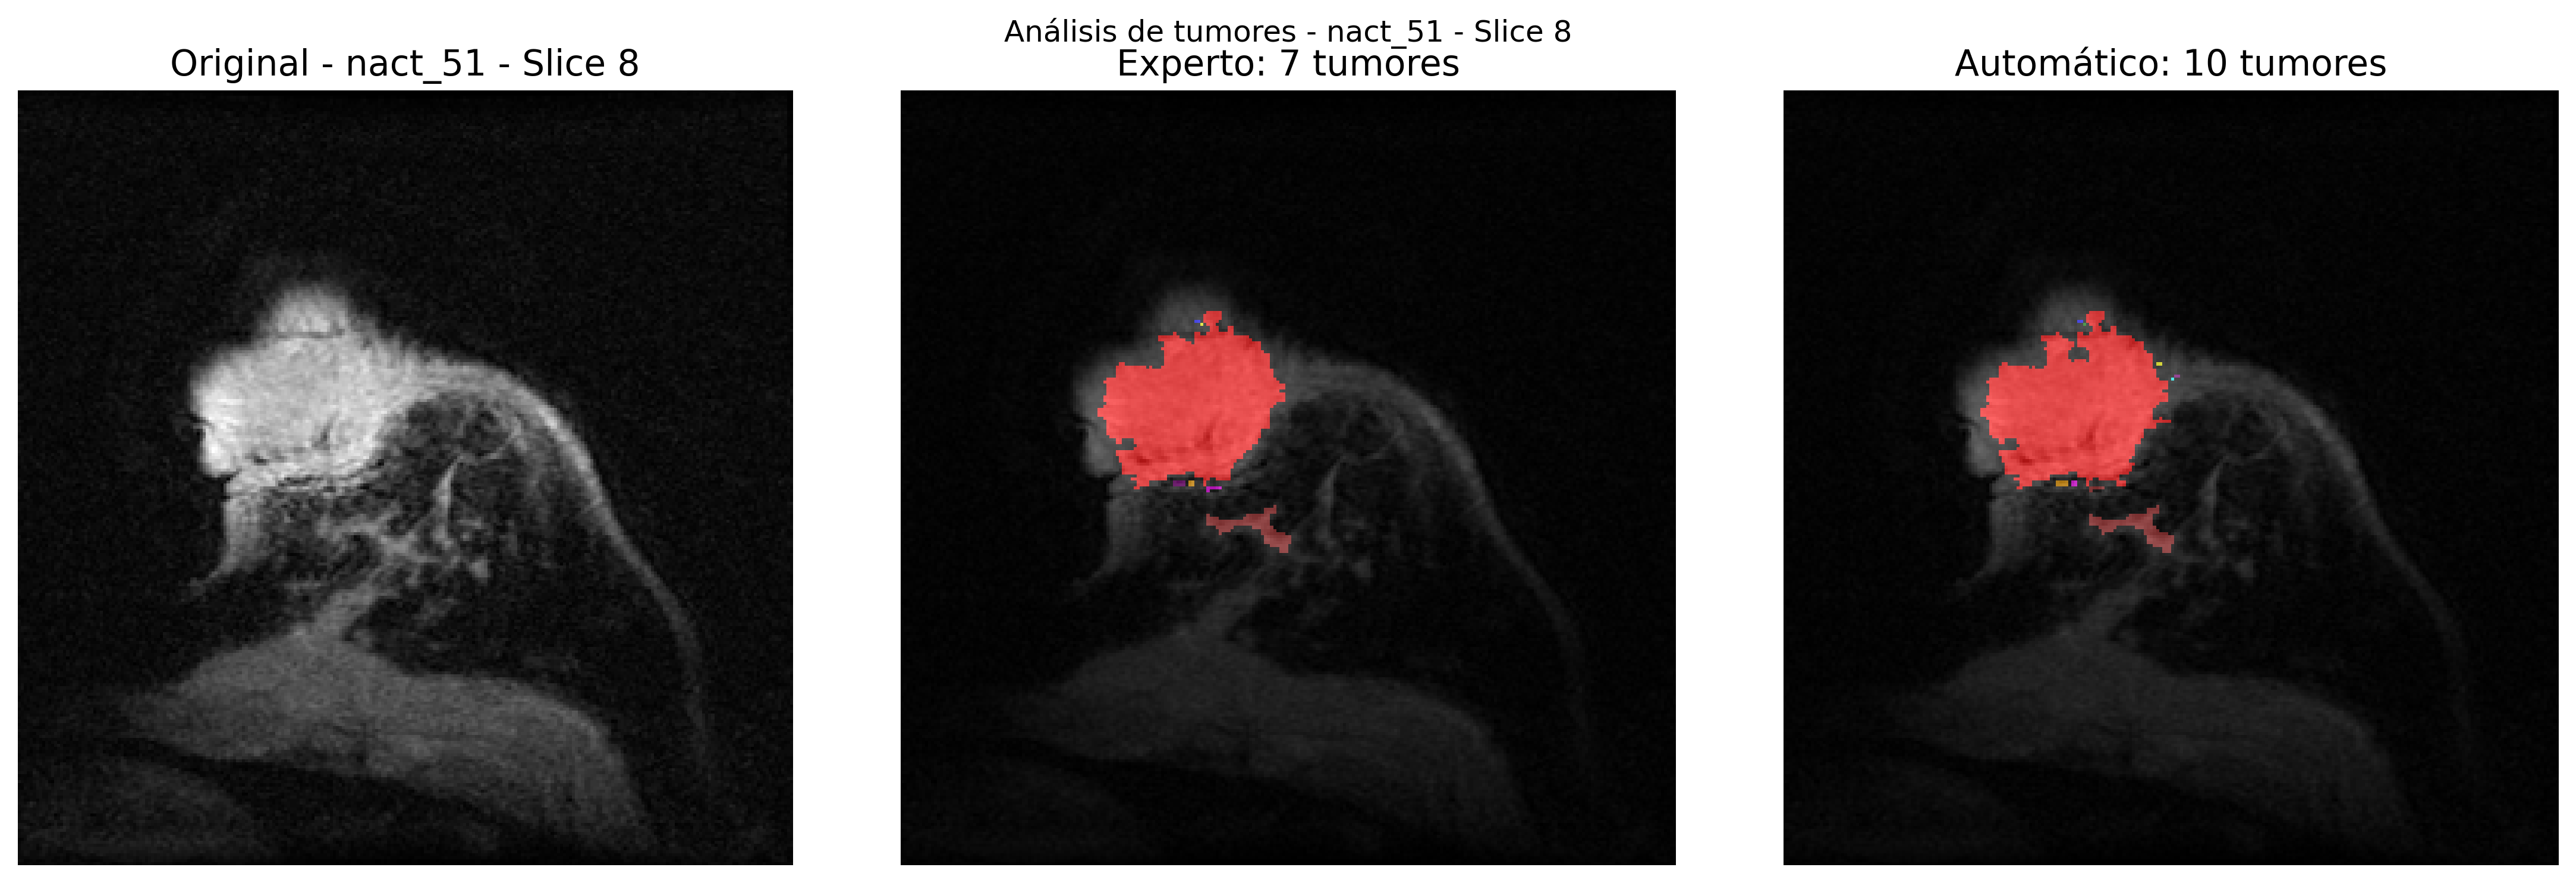 Análisis de tumores - nact_51 - Slice 8
Original - nact_51 - Slice 8
Experto: 7 tumores
Automático: 10 tumores